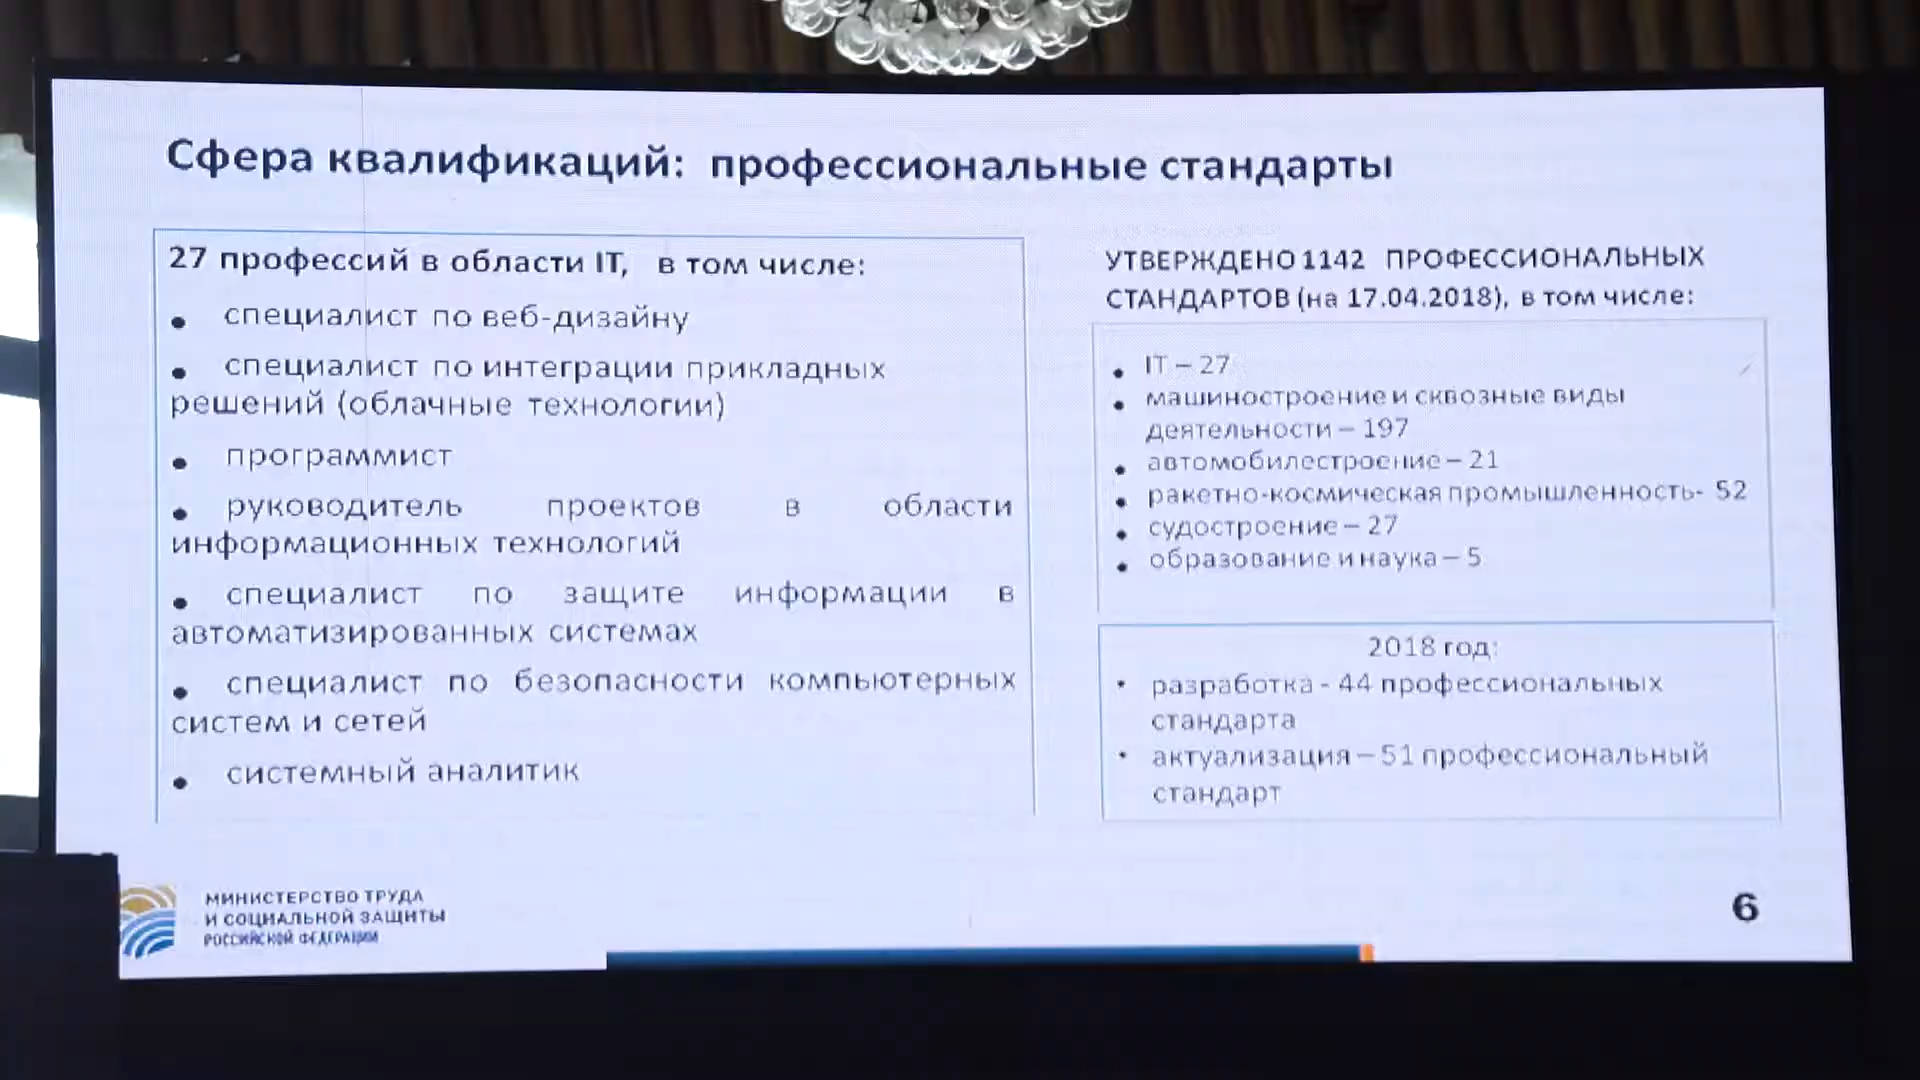 Сфера квалификаций: профессиональные стандарты
27 профессий в области IT, в том числе:
• специалист по веб-дизайну
• специалист по интеграции прикладных
решений (облачные технологии)
• программист
• руководитель проектов в области
информационных технологий
• специалист по защите информации в
автоматизированных системах
• специалист по безопасности компьютерных
систем и сетей
• системный аналитик
УТВЕРЖДЕНО 1142 ПРОФЕССИОНАЛЬНЫХ
СТАНДАРТОВ (на 17.04.2018), в том числе:
• IT – 27
• машиностроение и сквозные виды
деятельности – 197
• автомобилестроение – 21
• ракетно-космическая промышленность- 52
• судостроение – 27
• образование и наука – 5
2018 год:
• разработка - 44 профессиональных
стандарта
• актуализация – 51 профессиональный
стандарт
МИНИСТЕРСТВО ТРУДА
И СОЦИАЛЬНОЙ ЗАЩИТЫ
РОССИЙСКОЙ ФЕДЕРАЦИИ
6